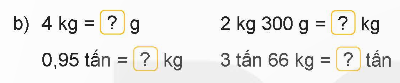 b) 4 kg = ? g 2 kg 300 g = ? kg
0,95 tấn = ? kg 3 tấn 66 kg = ? tấn